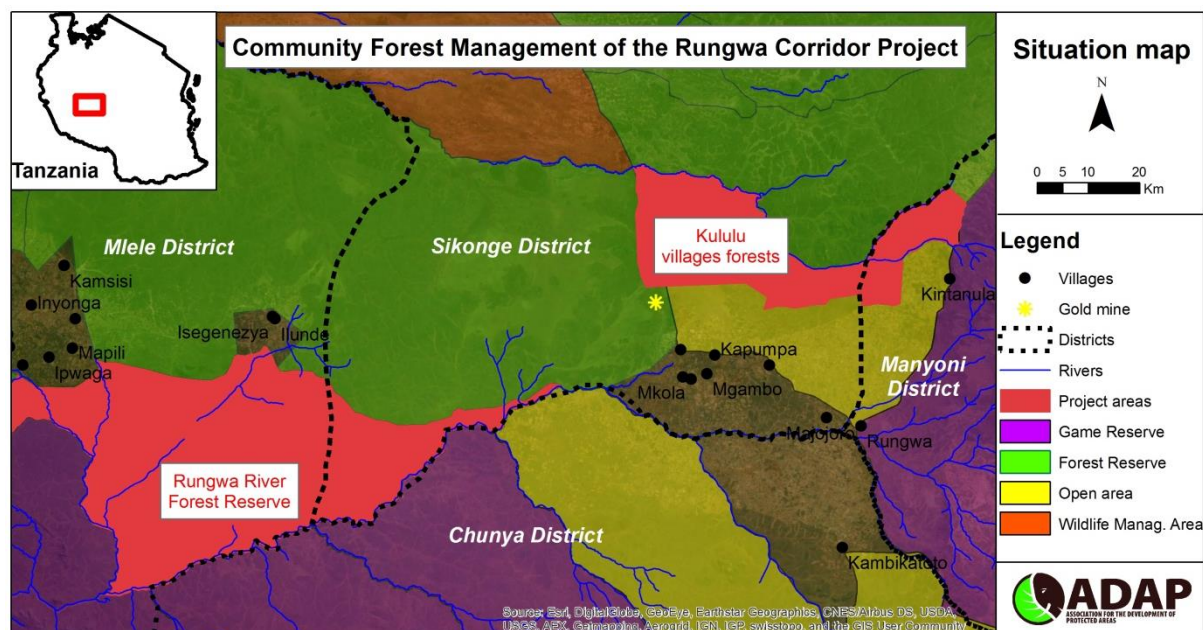 Community Forest Management of the Rungwa Corridor Project
Tanzania
Mlele District
Sikonge District
Kululu
villages forests
Kamsisi
Inyonga
Isegenezya
Ilunde
Mapili
Ipwaga
Kintanula
Kapumpa
Manyoni
District
Mkola
Mgambo
Majojoro
Rungwa
Rungwa River
Forest Reserve
Chunya District
Kambikatoto
Source: Esri, DigitalGlobe, GeoEye, Earthstar Geographics, CNES/Airbus DS, USDA,
USGS, AEX, Getmapping, Aerogrid, IGN, IGP, swisstopo, and the GIS User Community
Situation map
N
0 5 10 20
Km
Legend
Villages
Gold mine
Districts
Rivers
Project areas
Game Reserve
Forest Reserve
Open area
Wildlife Manag. Area
ADAP
ASSOCIATION FOR THE DEVELOPMENT OF
PROTECTED AREAS